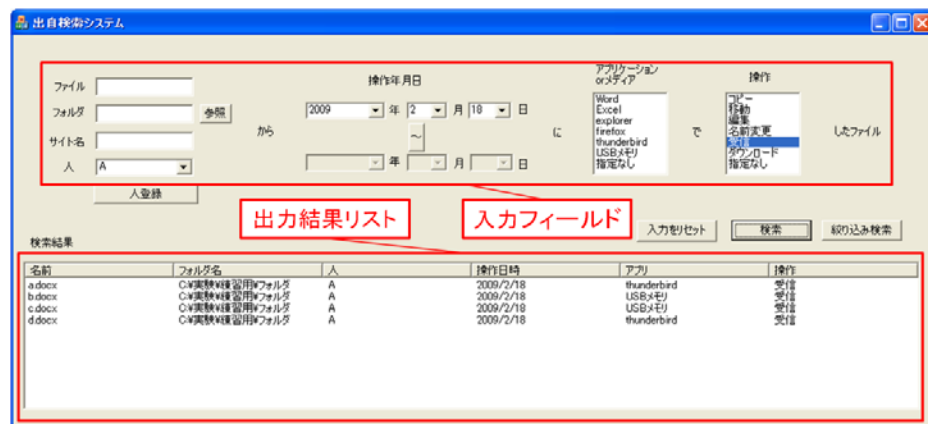 出自検索システム
ファイル
フォルダ 参照
サイト名
人 A
から
操作年月日
2009 年 2 月 18 日
~
年 月 日
に
アプリケーション
orメディア
Word
Excel
explorer
firefox
thunderbird
USBメモリ
指定なし
で
操作
コピー
移動
編集
名前変更
受信
ダウンロード
指定なし
したファイル
人登録
出力結果リスト
入力フィールド
入力をリセット 検索 絞り込み検索
検索結果
名前 フォルダ名 人 操作日時 アプリ 操作
a.docx C:¥実験¥練習用¥フォルダ A 2009/2/18 thunderbird 受信
b.docx C:¥実験¥練習用¥フォルダ A 2009/2/18 USBメモリ 受信
c.docx C:¥実験¥練習用¥フォルダ A 2009/2/18 USBメモリ 受信
d.docx C:¥実験¥練習用¥フォルダ A 2009/2/18 thunderbird 受信